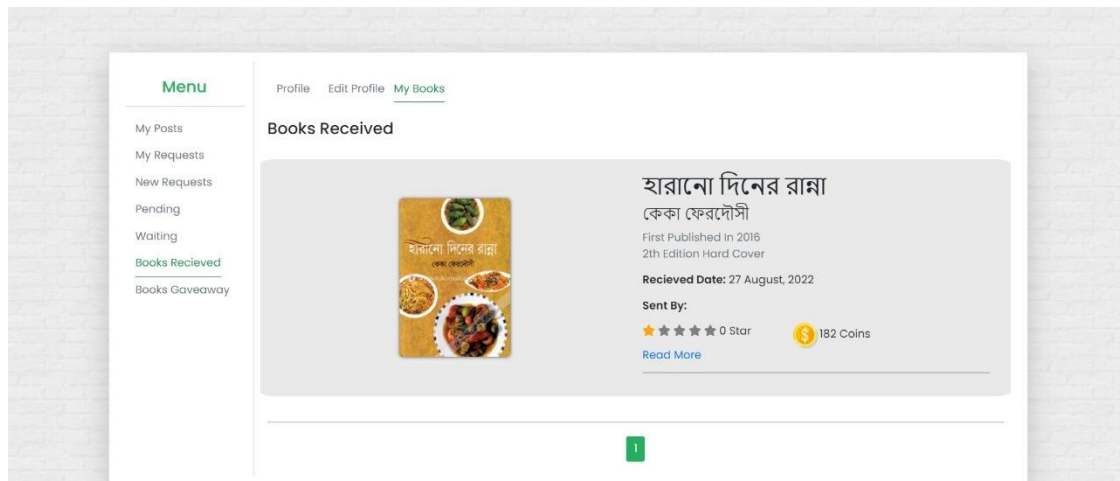 Menu
My Posts
My Requests
New Requests
Pending
Waiting
Books Recieved
Books Gaveaway
Profile Edit Profile My Books
Books Received
হারানো দিনের রান্না
কেকা ফেরদৌসী
হারানো দিনের রান্না
কেকা ফেরদৌসী
First Published In 2016
2th Edition Hard Cover
Recieved Date: 27 August, 2022
Sent By:
0 Star
182 Coins
Read More
1